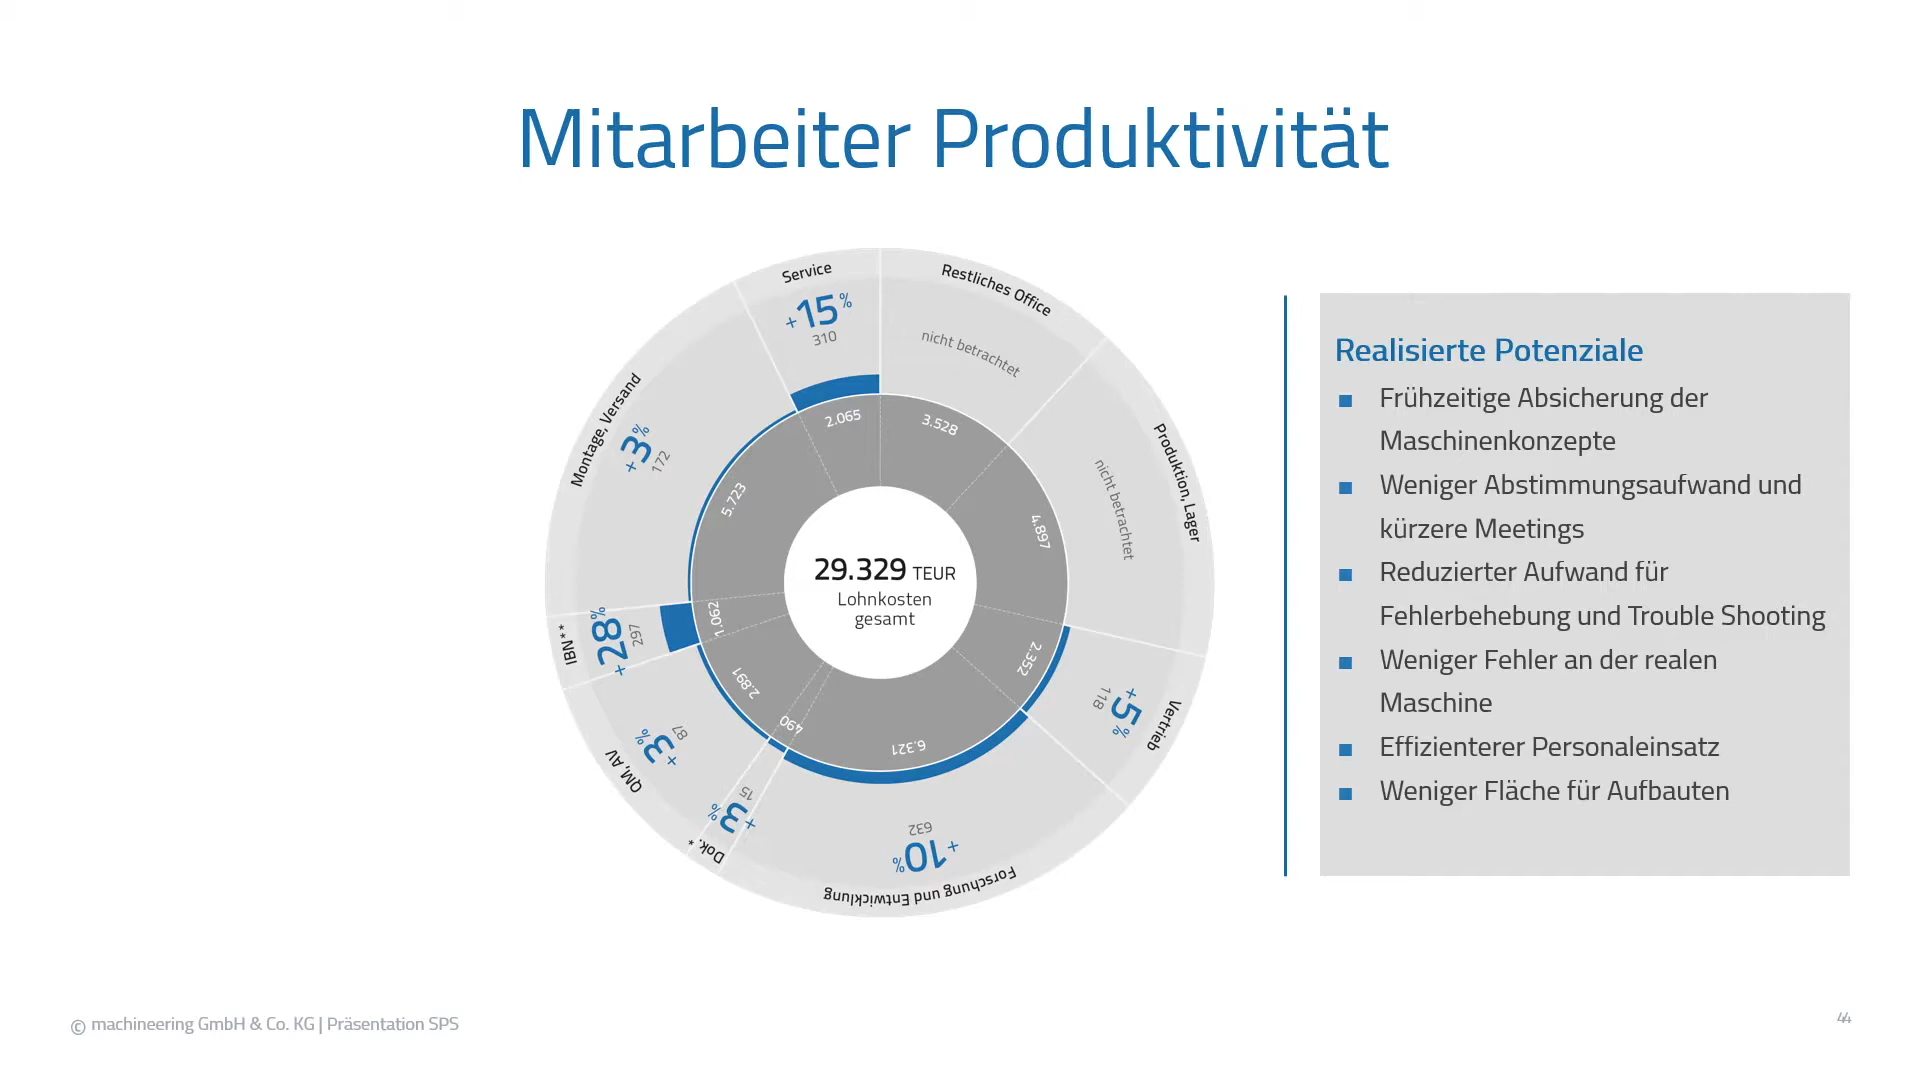 Mitarbeiter Produktivität
Service
+15%
310
2.065
Restliches Office
nicht betrachtet
3.528
Produktion, Lager
nicht betrachtet
4.897
Vertrieb
+5%
118
2.352
Forschung und Entwicklung
+10%
632
6.321
Dok. *
+3%
15
490
QM, AV
+3%
87
2.891
IBN**
+28%
297
1.062
Montage, Versand
+3%
172
5.723
29.329 TEUR
Lohnkosten
gesamt
Realisierte Potenziale
■ Frühzeitige Absicherung der
Maschinenkonzepte
■ Weniger Abstimmungsaufwand und
kürzere Meetings
■ Reduzierter Aufwand für
Fehlerbehebung und Trouble Shooting
■ Weniger Fehler an der realen
Maschine
■ Effizienterer Personaleinsatz
■ Weniger Fläche für Aufbauten
© machineering GmbH & Co. KG | Präsentation SPS
44